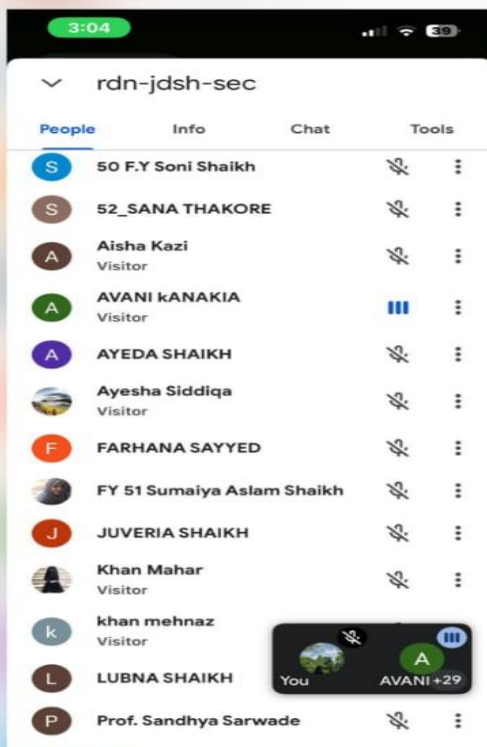 3:04
39
rdn-jdsh-sec
People Info Chat Tools
S 50 F.Y Soni Shaikh
S 52_SANA THAKORE
A Aisha Kazi
Visitor
A AVANI kANAKIA
Visitor
A AYEDA SHAIKH
Ayesha Siddiqa
Visitor
F FARHANA SAYYED
FY 51 Sumaiya Aslam Shaikh
J JUVERIA SHAIKH
Khan Mahar
Visitor
k khan mehnaz
Visitor
A
You AVANI +29
L LUBNA SHAIKH
P Prof. Sandhya Sarwade